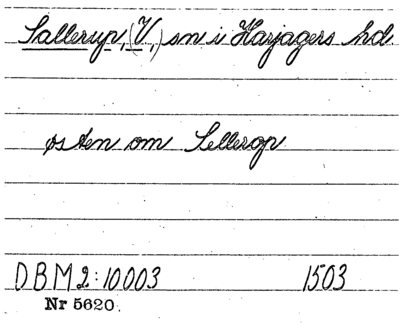 Sallerup, (V,) sn i Harjagers hd
østen om Sellerop
DBM 2:10003 1503
Nr 5620.